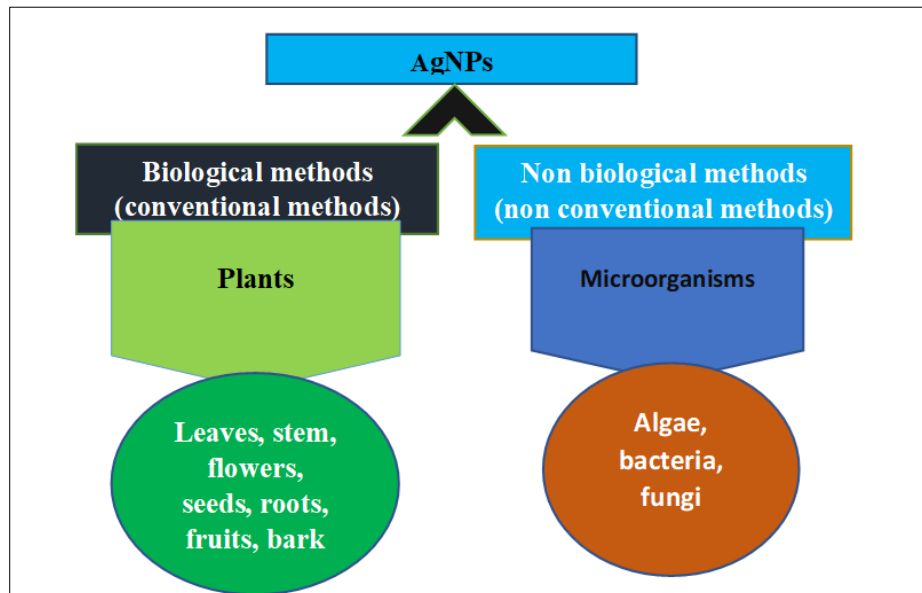 AgNPs
Biological methods
(conventional methods)
Non biological methods
(non conventional methods)
Plants
Microorganisms
Leaves, stem,
flowers,
seeds, roots,
fruits, bark
Algae,
bacteria,
fungi